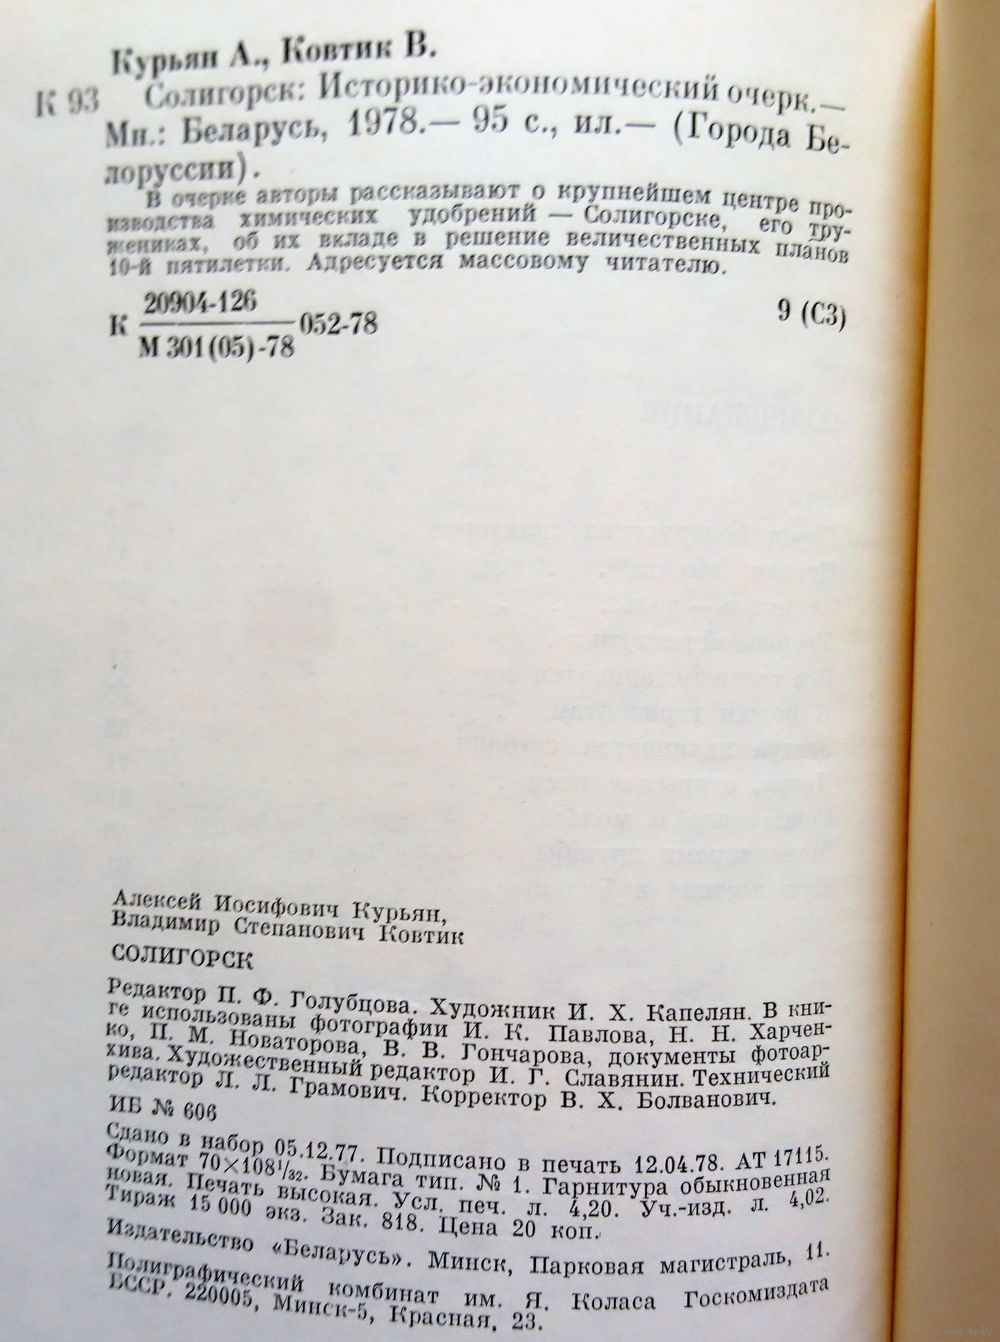 Курьян А., Ковтик В.
К 93 Солигорск: Историко-экономический очерк.—
Мн.: Беларусь, 1978.— 95 с., ил.— (Города Бе-
лоруссии).
В очерке авторы рассказывают о крупнейшем центре про-
изводства химических удобрений — Солигорске, его тру-
жениках, об их вкладе в решение величественных планов
10-й пятилетки. Адресуется массовому читателю.
К 20904-126 / М 301(05)-78 052-78 9 (С3)
Алексей Иосифович Курьян,
Владимир Степанович Ковтик
СОЛИГОРСК
Редактор П. Ф. Голубцова. Художник И. Х. Капелян. В кни-
ге использованы фотографии И. К. Павлова, Н. Н. Харчен-
ко, П. М. Новаторова, В. В. Гончарова, документы фотоар-
хива. Художественный редактор И. Г. Славянин. Технический
редактор Л. Л. Грамович. Корректор В. Х. Болванович.
ИБ № 606
Сдано в набор 05.12.77. Подписано в печать 12.04.78. АТ 17115.
Формат 70×108¹/₃₂. Бумага тип. № 1. Гарнитура обыкновенная
новая. Печать высокая. Усл. печ. л. 4,20. Уч.-изд. л. 4,02.
Тираж 15 000 экз. Зак. 818. Цена 20 коп.
Издательство «Беларусь». Минск, Парковая магистраль, 11.
Полиграфический комбинат им. Я. Коласа Госкомиздата
БССР. 220005, Минск-5, Красная, 23.